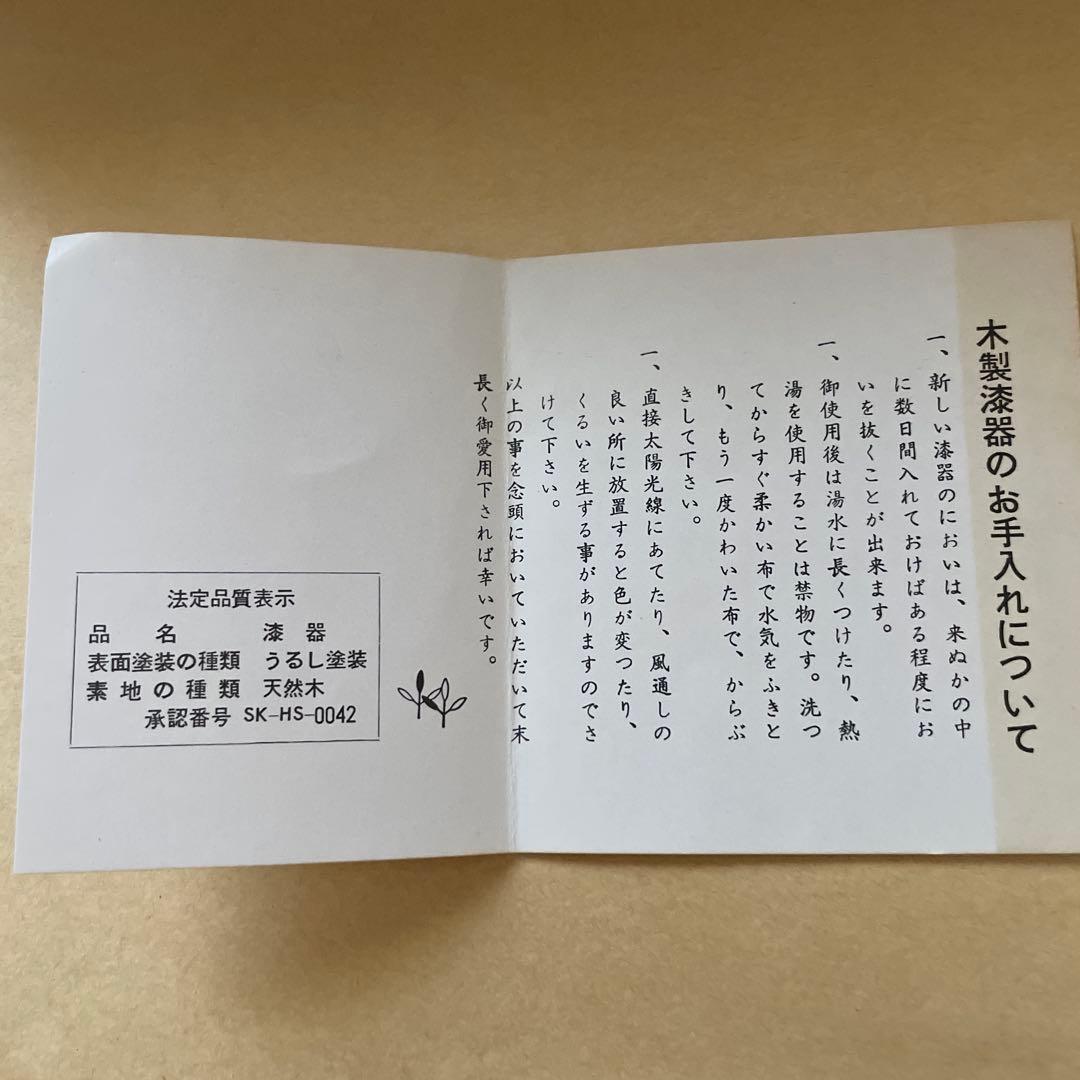 木製漆器のお手入れについて
一、新しい漆器のにおいは、来ぬかの中
に数日間入れておけばある程度にお
いを抜くことが出来ます。
一、御使用後は湯水に長くつけたり、熱
湯を使用することは禁物です。洗つ
てからすぐ柔かい布で水気をふきと
り、もう一度かわいた布で、からぶ
きして下さい。
一、直接太陽光線にあてたり、風通しの
良い所に放置すると色が変つたり、
くるいを生ずる事がありますのでさ
けて下さい。
以上の事を念頭においていただいて末
長く御愛用下されば幸いです。
法定品質表示
品 名 漆 器
表面塗装の種類 うるし塗装
素地の種類 天然木
承認番号 SK-HS-0042